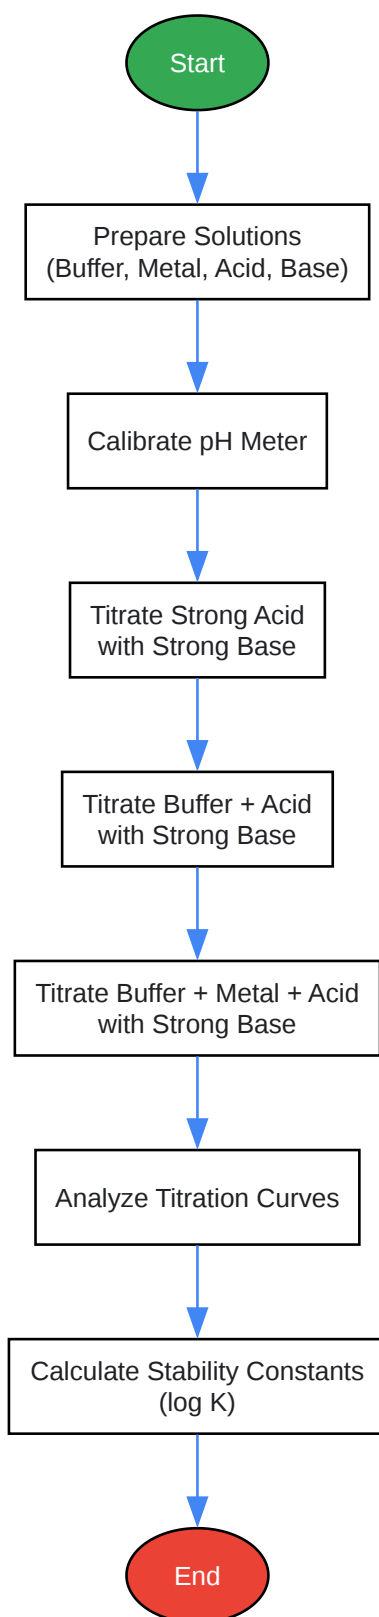 Start
Prepare Solutions
(Buffer, Metal, Acid, Base)
Calibrate pH Meter
Titrate Strong Acid
with Strong Base
Titrate Buffer + Acid
with Strong Base
Titrate Buffer + Metal + Acid
with Strong Base
Analyze Titration Curves
Calculate Stability Constants
(log K)
End